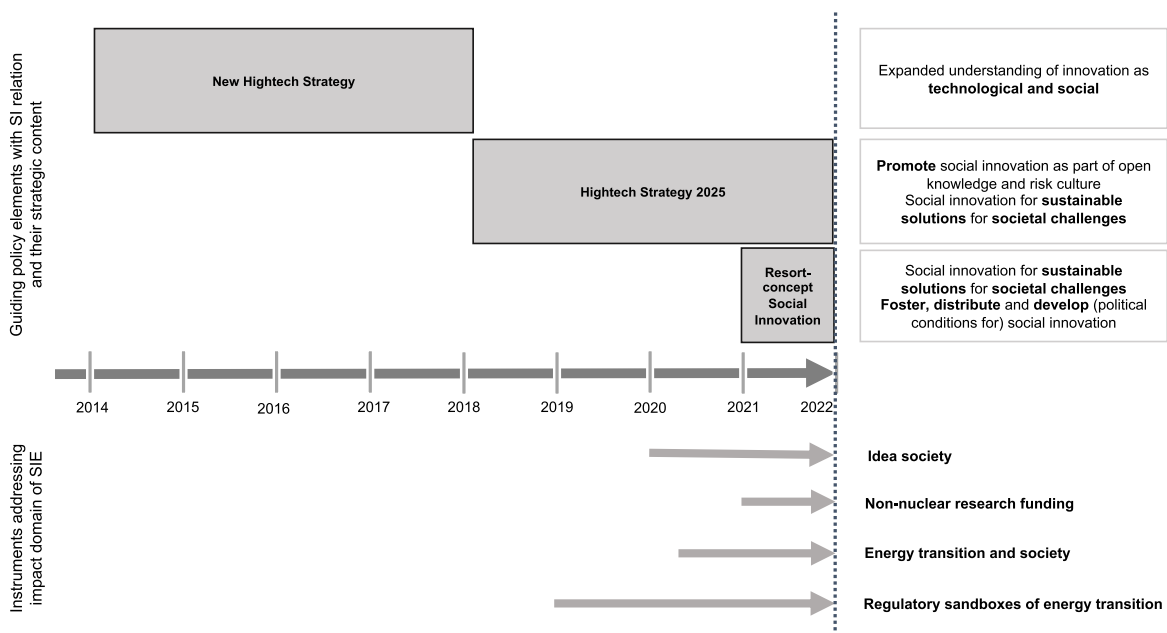 Guiding policy elements with SI relation
and their strategic content
New Hightech Strategy
Expanded understanding of innovation as
technological and social
Hightech Strategy 2025
Promote social innovation as part of open
knowledge and risk culture
Social innovation for sustainable
solutions for societal challenges
Resort-
concept
Social
Innovation
Social innovation for sustainable
solutions for societal challenges
Foster, distribute and develop (political
conditions for) social innovation
2014 2015 2016 2017 2018 2019 2020 2021 2022
Instruments addressing
impact domain of SIE
Idea society
Non-nuclear research funding
Energy transition and society
Regulatory sandboxes of energy transition